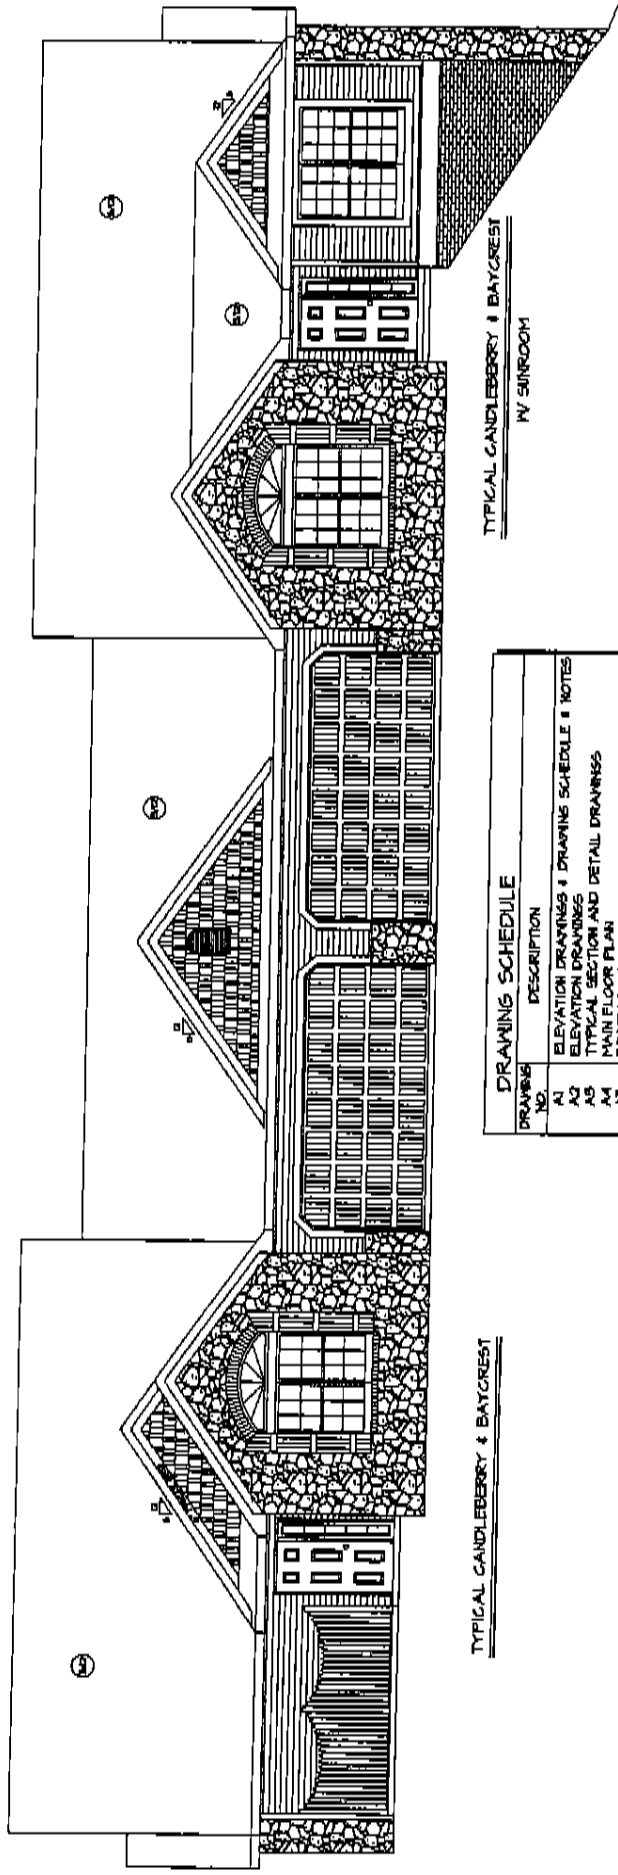 TYPICAL CANDLEBERRY & BAYCREST
TYPICAL CANDLEBERRY & BAYCREST
W/ SUNROOM
DRAWING SCHEDULE
DRAWING NO.
DESCRIPTION
A1 ELEVATION DRAWINGS & DRAWING SCHEDULE & NOTES
A2 ELEVATION DRAWINGS
A3 TYPICAL SECTION AND DETAIL DRAWINGS
A4 MAIN FLOOR PLAN